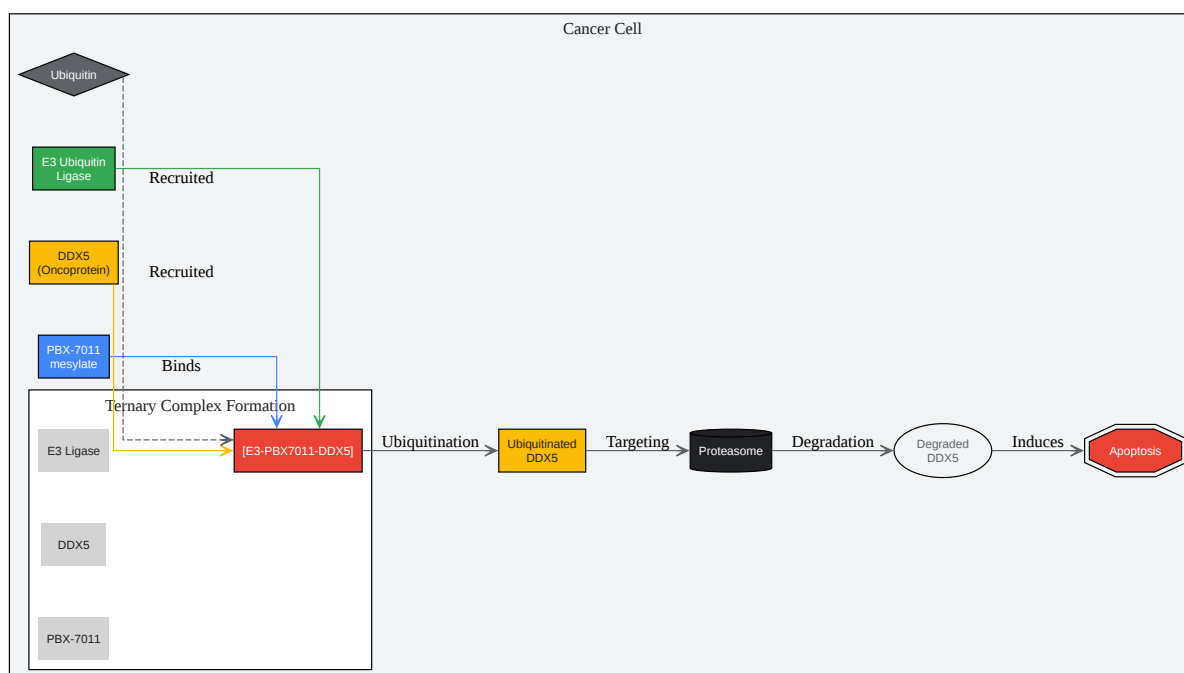 Cancer Cell
Ubiquitin
E3 Ubiquitin
Ligase
Recruited
DDX5
(Oncoprotein)
Recruited
PBX-7011
mesylate
Binds
Ternary Complex Formation
E3 Ligase
[E3-PBX7011-DDX5]
Ubiquitination
Ubiquitinated
DDX5
Targeting
Proteasome
Degradation
Degraded
DDX5
Induces
Apoptosis
DDX5
PBX-7011